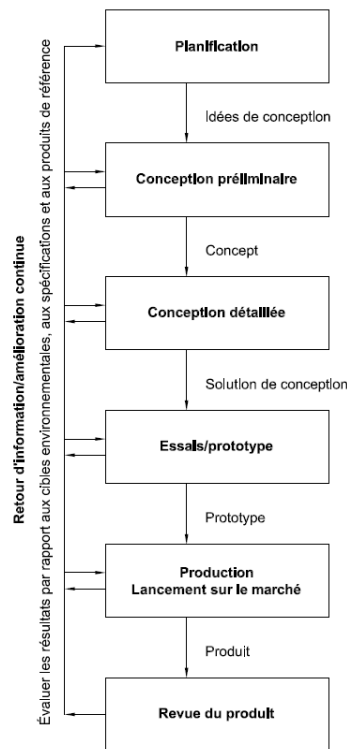 Planification
Idées de conception
Conception préliminaire
Concept
Conception détaillée
Solution de conception
Essais/prototype
Prototype
Production
Lancement sur le marché
Produit
Revue du produit
Retour d'information/amélioration continue
Évaluer les résultats par rapport aux cibles environnementales, aux spécifications et aux produits de référence